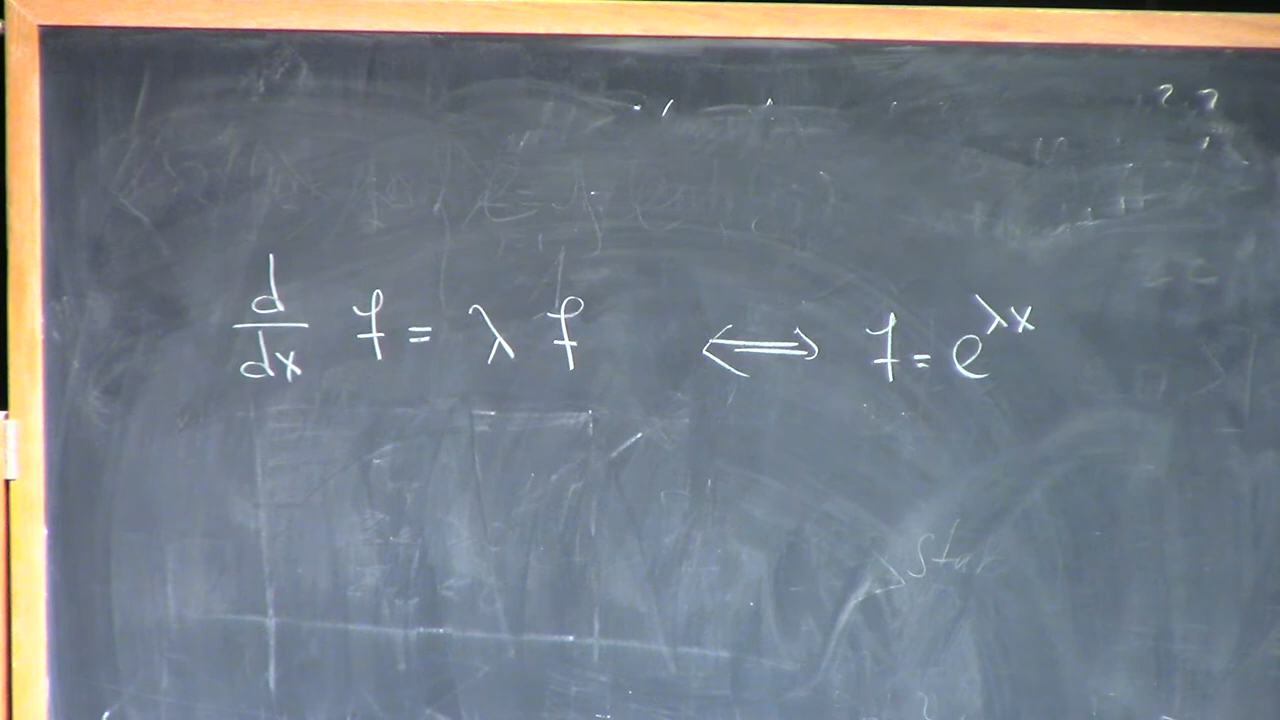 d/dx f = λ f ⟺ f = e^{λx}